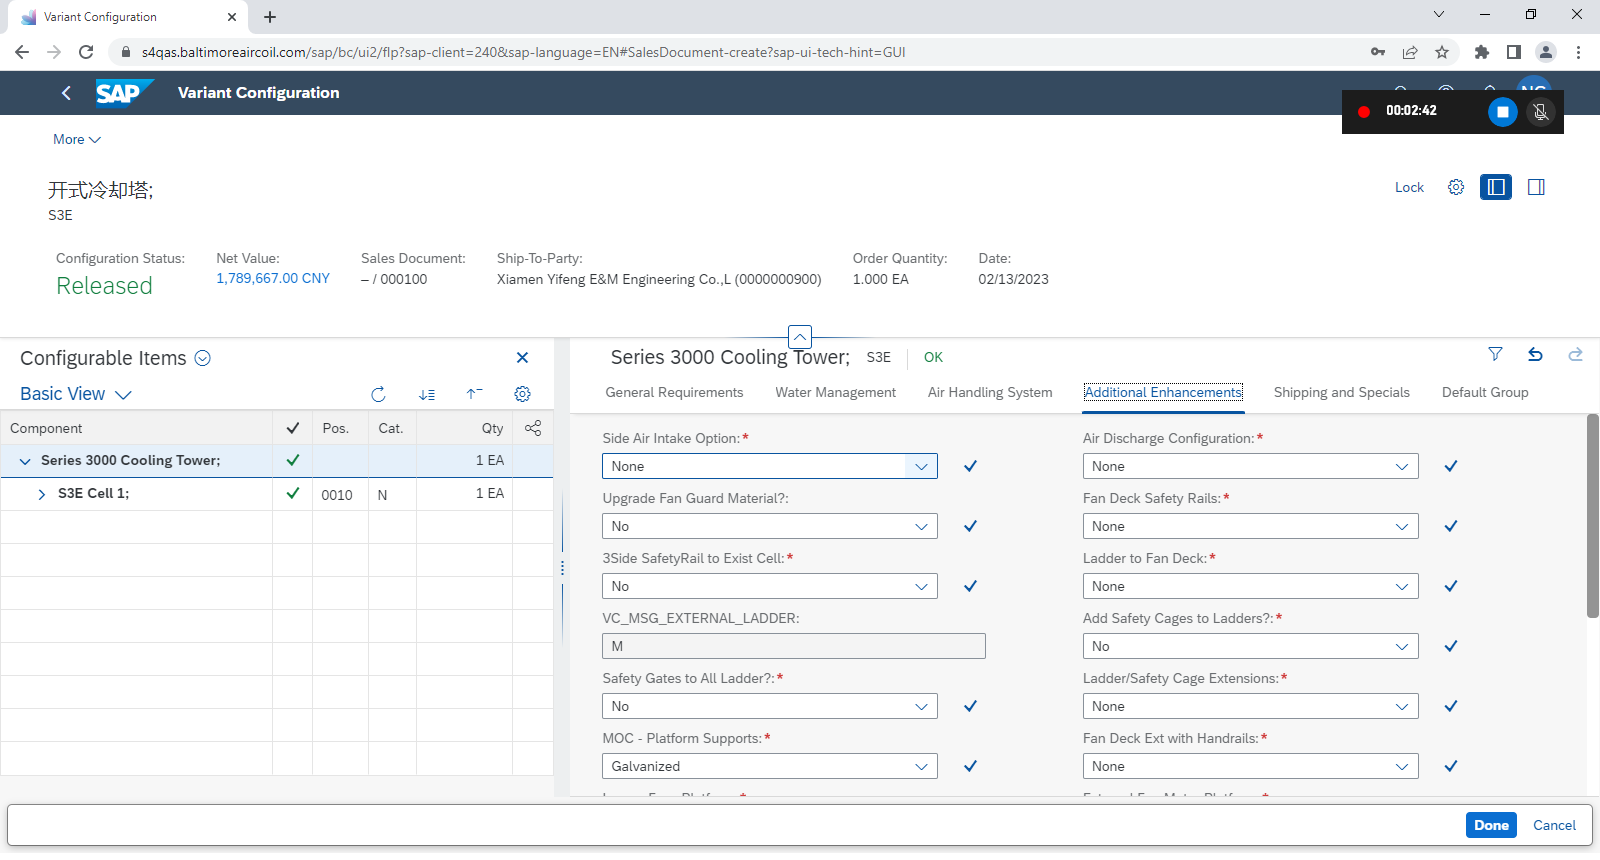 Variant Configuration
s4qas.baltimoreaircoil.com/sap/bc/ui2/flp?sap-client=240&sap-language=EN#SalesDocument-create?sap-ui-tech-hint=GUI
SAP Variant Configuration
00:02:42
More
开式冷却塔;
S3E
Lock
Configuration Status: Net Value: Sales Document: Ship-To-Party: Order Quantity: Date:
Released 1,789,667.00 CNY – / 000100 Xiamen Yifeng E&M Engineering Co.,L (0000000900) 1.000 EA 02/13/2023
Configurable Items
Basic View
Component Pos. Cat. Qty
Series 3000 Cooling Tower; 1 EA
S3E Cell 1; 0010 N 1 EA
Series 3000 Cooling Tower; S3E OK
General Requirements Water Management Air Handling System Additional Enhancements Shipping and Specials Default Group
Side Air Intake Option:* Air Discharge Configuration:*
None None
Upgrade Fan Guard Material?: Fan Deck Safety Rails:*
No None
3Side SafetyRail to Exist Cell:* Ladder to Fan Deck:*
No None
VC_MSG_EXTERNAL_LADDER: Add Safety Cages to Ladders?:*
M No
Safety Gates to All Ladder?:* Ladder/Safety Cage Extensions:*
No None
MOC - Platform Supports:* Fan Deck Ext with Handrails:*
Galvanized None
Done Cancel